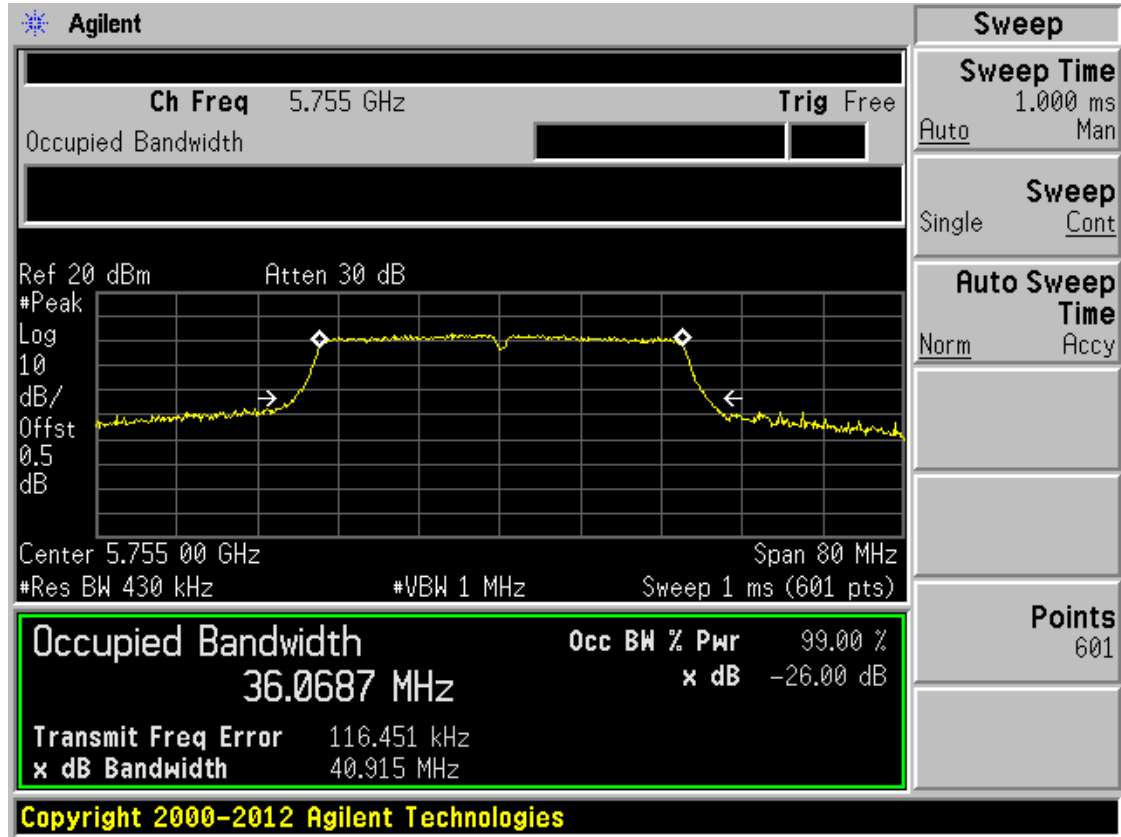 Agilent
Ch Freq 5.755 GHz Trig Free
Occupied Bandwidth
Ref 20 dBm Atten 30 dB
#Peak
Log
10
dB/
Offst
0.5
dB
Center 5.755 00 GHz Span 80 MHz
#Res BW 430 kHz #VBW 1 MHz Sweep 1 ms (601 pts)
Occupied Bandwidth
36.0687 MHz
Occ BW % Pwr 99.00 %
x dB -26.00 dB
Transmit Freq Error 116.451 kHz
x dB Bandwidth 40.915 MHz
Copyright 2000-2012 Agilent Technologies
Sweep
Sweep Time
1.000 ms
Auto Man
Sweep
Single Cont
Auto Sweep
Time
Norm Accy
Points
601